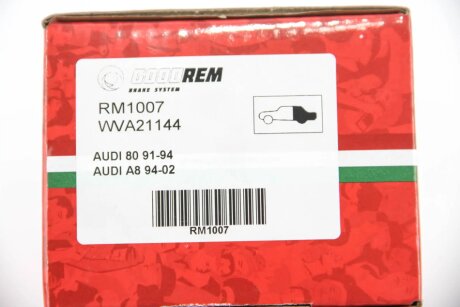 GOODREM
BRAKE SYSTEM
RM1007
WVA21144
AUDI 80 91-94
AUDI A8 94-02
RM1007